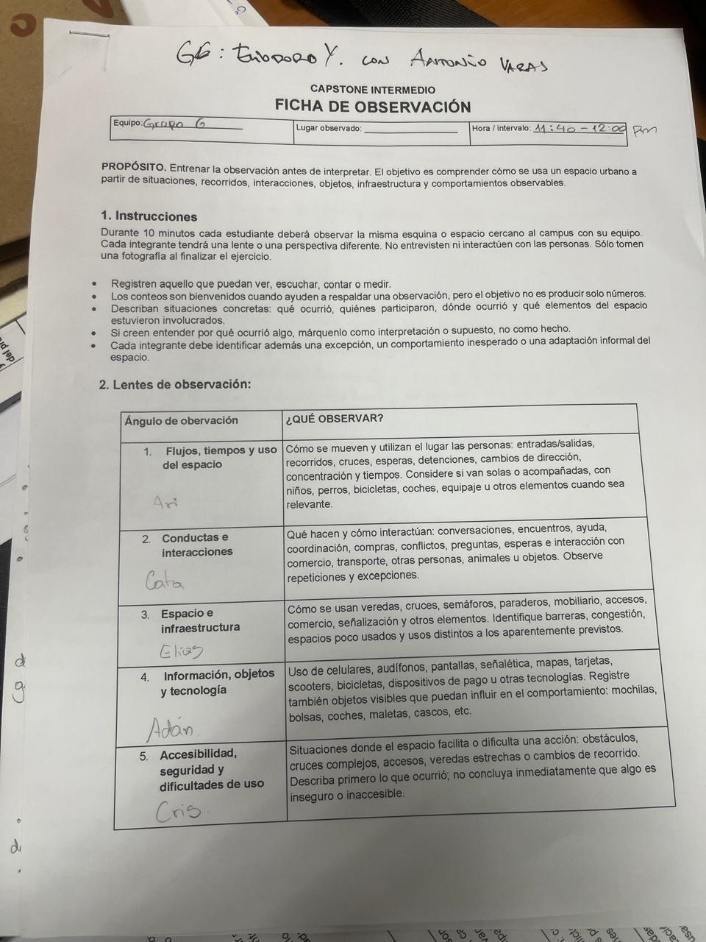 G6: Eliodoro Y. con Antonio Varas
CAPSTONE INTERMEDIO
FICHA DE OBSERVACIÓN
Equipo: Grupo 6 Lugar observado: Hora / Intervalo: 11:40 - 12:00 pm
PROPÓSITO. Entrenar la observación antes de interpretar. El objetivo es comprender cómo se usa un espacio urbano a
partir de situaciones, recorridos, interacciones, objetos, infraestructura y comportamientos observables.
1. Instrucciones
Durante 10 minutos cada estudiante deberá observar la misma esquina o espacio cercano al campus con su equipo.
Cada integrante tendrá una lente o una perspectiva diferente. No entrevisten ni interactúen con las personas. Sólo tomen
una fotografía al finalizar el ejercicio.
• Registren aquello que puedan ver, escuchar, contar o medir.
• Los conteos son bienvenidos cuando ayuden a respaldar una observación, pero el objetivo no es producir solo números.
• Describan situaciones concretas: qué ocurrió, quiénes participaron, dónde ocurrió y qué elementos del espacio
estuvieron involucrados.
• Si creen entender por qué ocurrió algo, márquenlo como interpretación o supuesto, no como hecho.
• Cada integrante debe identificar además una excepción, un comportamiento inesperado o una adaptación informal del
espacio.
2. Lentes de observación:
Ángulo de obervación ¿QUÉ OBSERVAR?
1. Flujos, tiempos y uso
del espacio
Ari
Cómo se mueven y utilizan el lugar las personas: entradas/salidas,
recorridos, cruces, esperas, detenciones, cambios de dirección,
concentración y tiempos. Considere si van solas o acompañadas, con
niños, perros, bicicletas, coches, equipaje u otros elementos cuando sea
relevante.
2. Conductas e
interacciones
Cata
Qué hacen y cómo interactúan: conversaciones, encuentros, ayuda,
coordinación, compras, conflictos, preguntas, esperas e interacción con
comercio, transporte, otras personas, animales u objetos. Observe
repeticiones y excepciones.
3. Espacio e
infraestructura
Elias
Cómo se usan veredas, cruces, semáforos, paraderos, mobiliario, accesos,
comercio, señalización y otros elementos. Identifique barreras, congestión,
espacios poco usados y usos distintos a los aparentemente previstos.
4. Información, objetos
y tecnología
Adán
Uso de celulares, audífonos, pantallas, señalética, mapas, tarjetas,
scooters, bicicletas, dispositivos de pago u otras tecnologías. Registre
también objetos visibles que puedan influir en el comportamiento: mochilas,
bolsas, coches, maletas, cascos, etc.
5. Accesibilidad,
seguridad y
dificultades de uso
Cris
Situaciones donde el espacio facilita o dificulta una acción: obstáculos,
cruces complejos, accesos, veredas estrechas o cambios de recorrido.
Describa primero lo que ocurrió; no concluya inmediatamente que algo es
inseguro o inaccesible.